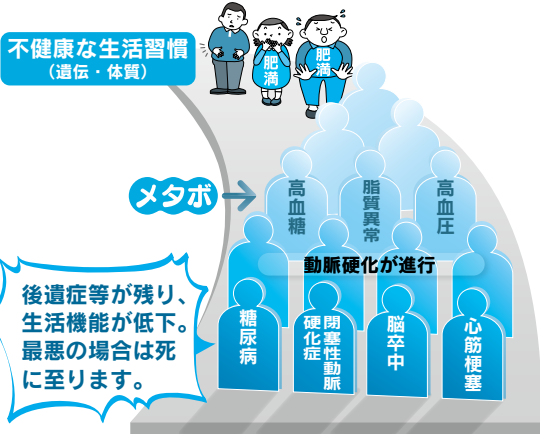 不健康な生活習慣
（遺伝・体質）
肥満
肥満
メタボ
高血糖
脂質異常
高血圧
動脈硬化が進行
後遺症等が残り、
生活機能が低下。
最悪の場合は死
に至ります。
糖尿病
閉塞性動脈
硬化症
脳卒中
心筋梗塞